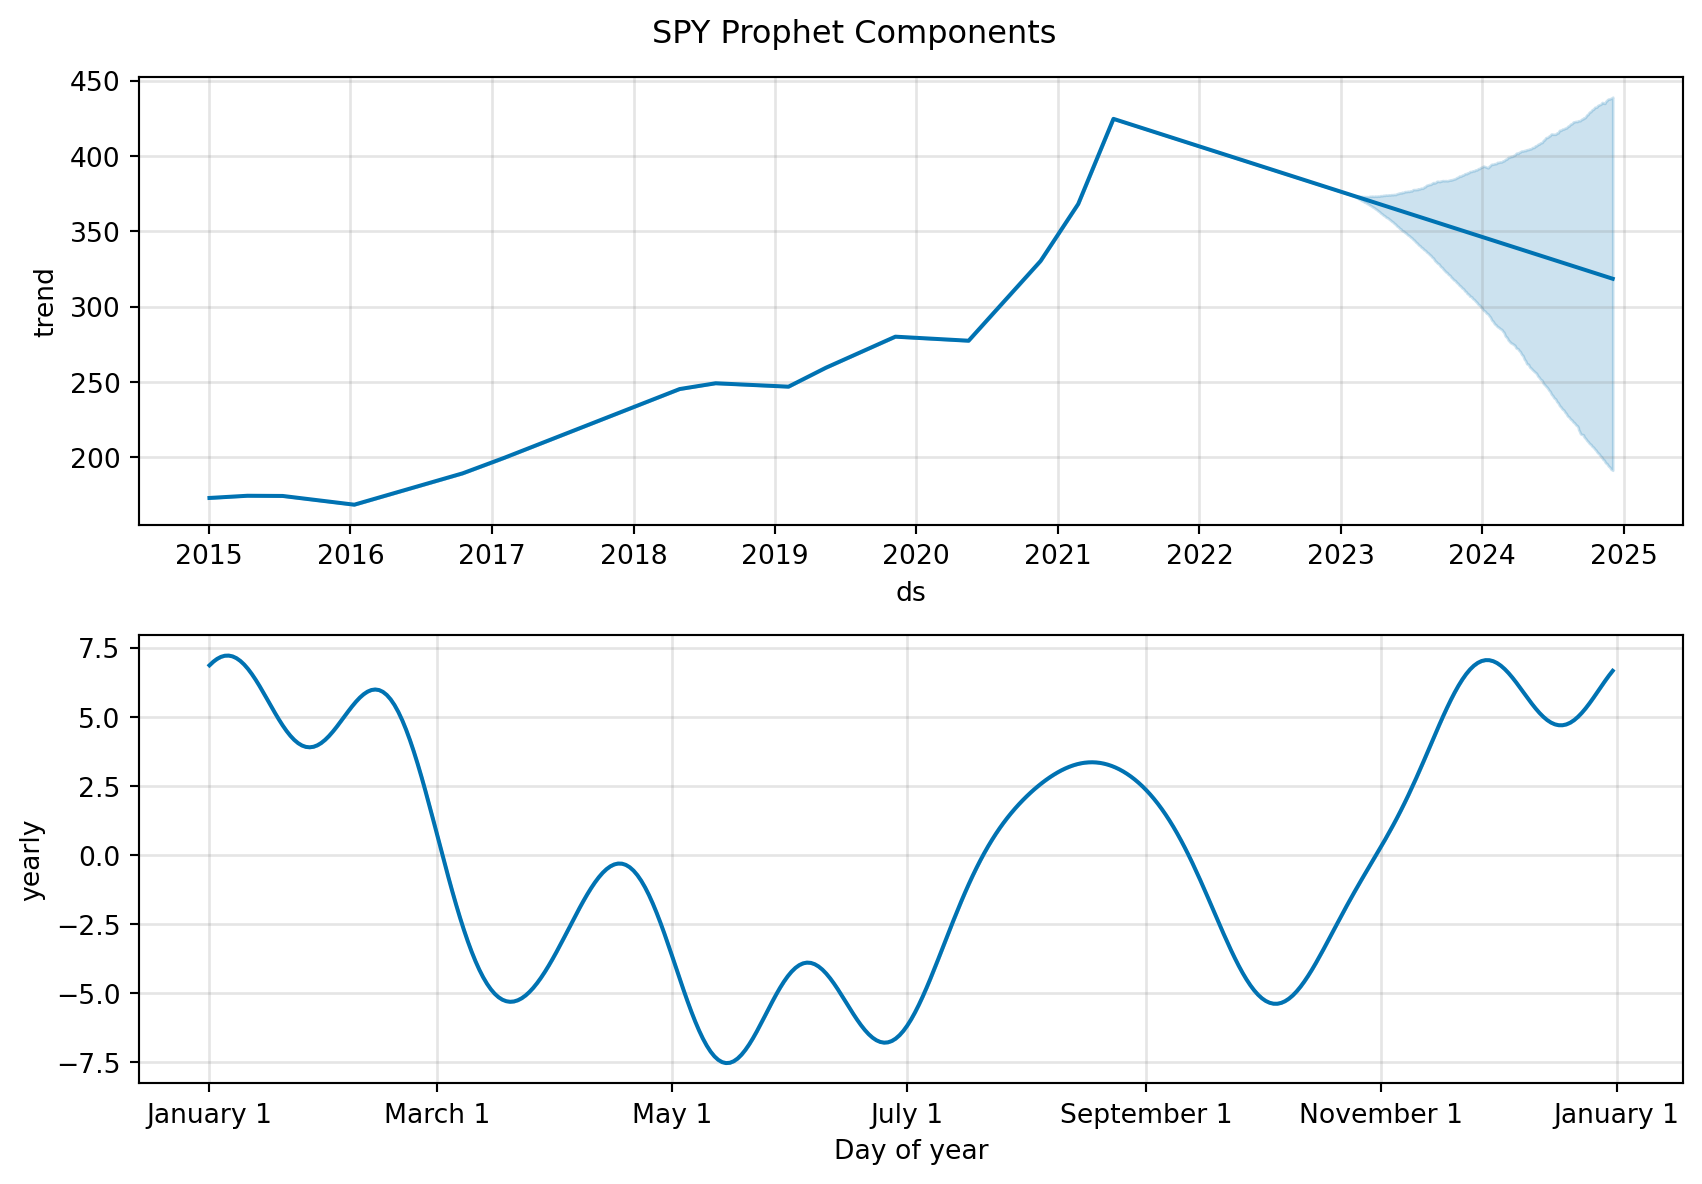 SPY Prophet Components
450
400
350
300
250
200
trend
2015 2016 2017 2018 2019 2020 2021 2022 2023 2024 2025
ds
7.5
5.0
2.5
0.0
−2.5
−5.0
−7.5
yearly
January 1 March 1 May 1 July 1 September 1 November 1 January 1
Day of year